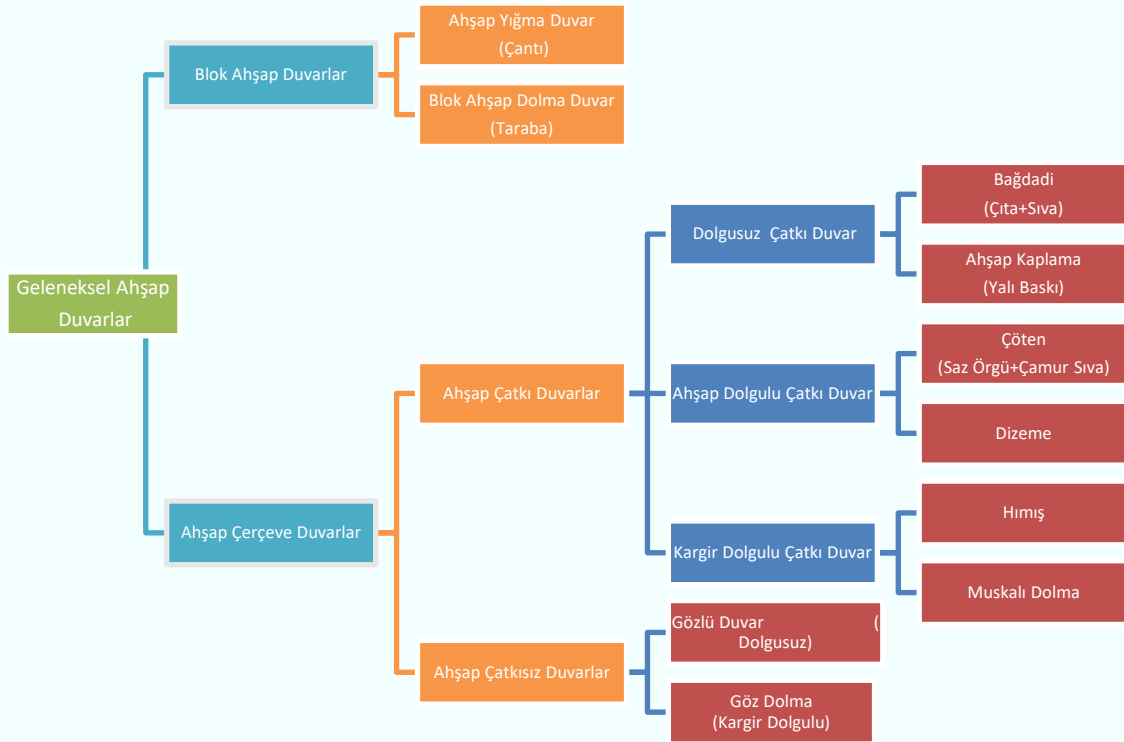 Geleneksel Ahşap
Duvarlar
Blok Ahşap Duvarlar
Ahşap Yığma Duvar
(Çantı)
Blok Ahşap Dolma Duvar
(Taraba)
Ahşap Çerçeve Duvarlar
Ahşap Çatkı Duvarlar
Dolgusuz  Çatkı Duvar
Bağdadi
(Çıta+Sıva)
Ahşap Kaplama
(Yalı Baskı)
Ahşap Dolgulu Çatkı Duvar
Çöten
(Saz Örgü+Çamur Sıva)
Dizeme
Kargir Dolgulu Çatkı Duvar
Hımış
Muskalı Dolma
Ahşap Çatkısız Duvarlar
Gözlü Duvar (
Dolgusuz)
Göz Dolma
(Kargir Dolgulu)